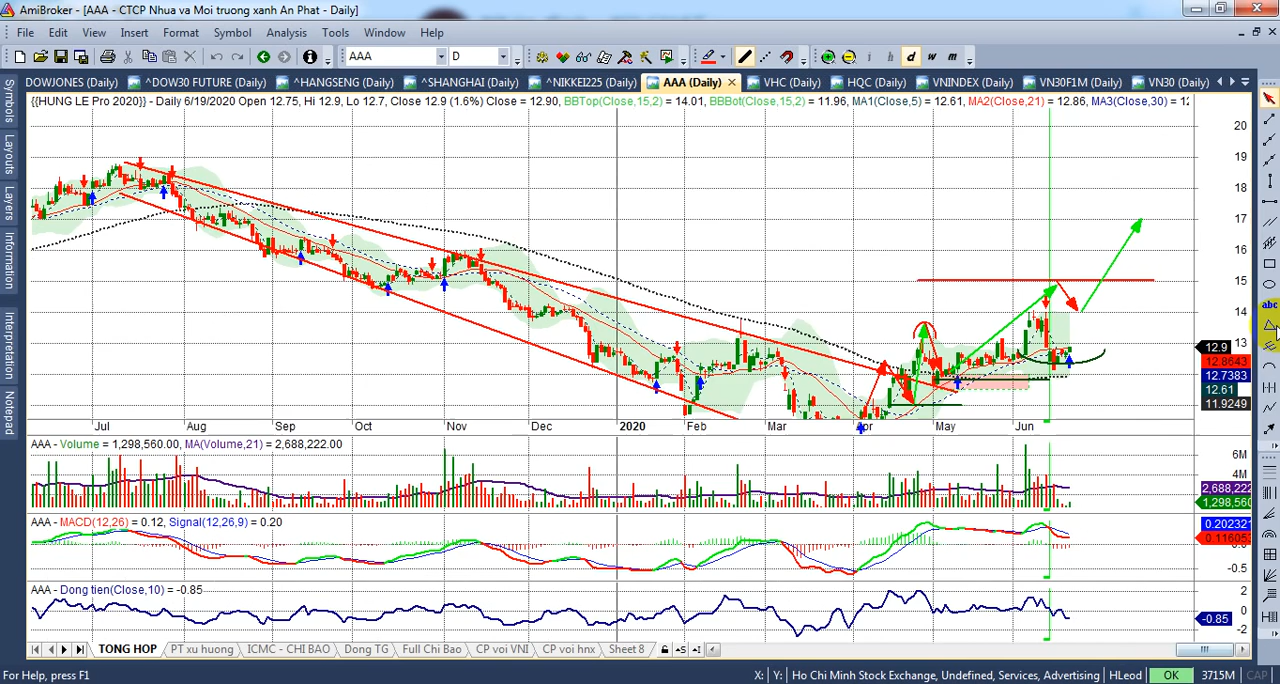 AmiBroker - [AAA - CTCP Nhua va Moi truong xanh An Phat - Daily]
File Edit View Insert Format Symbol Analysis Tools Window Help
AAA D i i h d w m
DOWJONES (Daily) ^DOW30 FUTURE (Daily) ^HANGSENG (Daily) ^SHANGHAI (Daily) ^NIKKEI225 (Daily) AAA (Daily) VHC (Daily) HQC (Daily) VNINDEX (Daily) VN30F1M (Daily) VN30 (Daily)
Symbols
Layouts
Layers
Information
Interpretation
Notepad
{{HUNG LE Pro 2020}} - Daily 6/19/2020 Open 12.75, Hi 12.9, Lo 12.7, Close 12.9 (1.6%) Close = 12.90, BBTop(Close,15,2) = 14.01, BBBot(Close,15,2) = 11.96, MA1(Close,5) = 12.61, MA2(Close,21) = 12.86, MA3(Close,30) = 12
20
19
18
17
16
15
14
13
12.9
12.8643
12.7383
12.61
11.9249
abc
Jul Aug Sep Oct Nov Dec 2020 Feb Mar Apr May Jun
AAA - Volume = 1,298,560.00, MA(Volume,21) = 2,688,222.00
6M
4M
2,688,222
1,298,560
AAA - MACD(12,26) = 0.12, Signal(12,26,9) = 0.20
0.202321
0.116053
-0.5
AAA - Dong tien(Close,10) = -0.85
2
0
-0.85
-2
TONG HOP PT xu huong ICMC - CHI BAO Dong TG Full Chi Bao CP voi VNI CP voi hnx Sheet 8
For Help, press F1 X: Y: Ho Chi Minh Stock Exchange, Undefined, Services, Advertising HLeod OK 3715M CAP